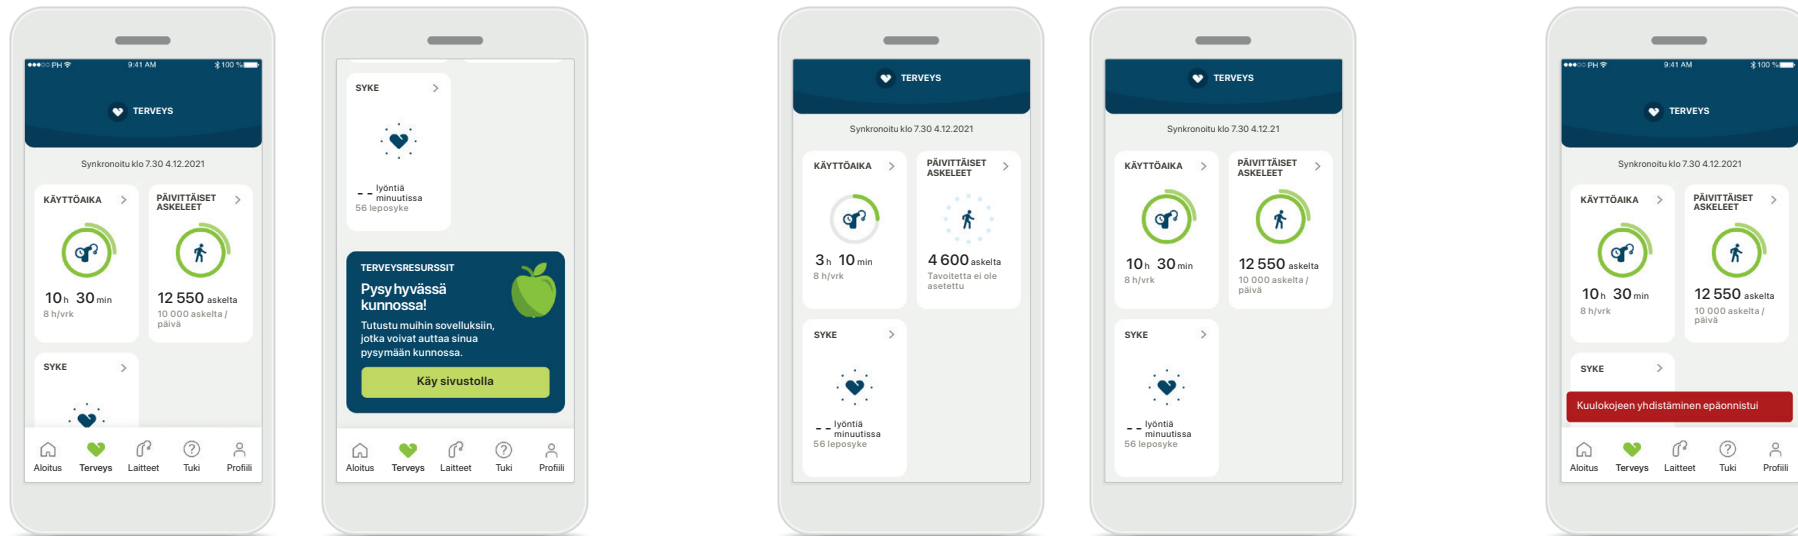 PH 9:41 AM 100 %
TERVEYS
Synkronoitu klo 7.30 4.12.2021
KÄYTTÖAIKA
10 h 30 min
8 h/vrk
PÄIVITTÄISET
ASKELEET
12 550 askelta
10 000 askelta /
päivä
SYKE
Aloitus Terveys Laitteet Tuki Profiili
SYKE
-- lyöntiä
minuutissa
56 leposyke
TERVEYSRESURSSIT
Pysy hyvässä
kunnossa!
Tutustu muihin sovelluksiin,
jotka voivat auttaa sinua
pysymään kunnossa.
Käy sivustolla
Aloitus Terveys Laitteet Tuki Profiili
TERVEYS
Synkronoitu klo 7.30 4.12.2021
KÄYTTÖAIKA
3 h 10 min
8 h/vrk
PÄIVITTÄISET
ASKELEET
4 600 askelta
Tavoitetta ei ole
asetettu
SYKE
-- lyöntiä
minuutissa
56 leposyke
TERVEYS
Synkronoitu klo 7.30 4.12.21
KÄYTTÖAIKA
10 h 30 min
8 h/vrk
PÄIVITTÄISET
ASKELEET
12 550 askelta
10 000 askelta /
päivä
SYKE
-- lyöntiä
minuutissa
56 leposyke
PH 9:41 AM 100 %
TERVEYS
Synkronoitu klo 7.30 4.12.2021
KÄYTTÖAIKA
10 h 30 min
8 h/vrk
PÄIVITTÄISET
ASKELEET
12 550 askelta
10 000 askelta /
päivä
SYKE
Kuulokojeen yhdistäminen epäonnistui
Aloitus Terveys Laitteet Tuki Profiili